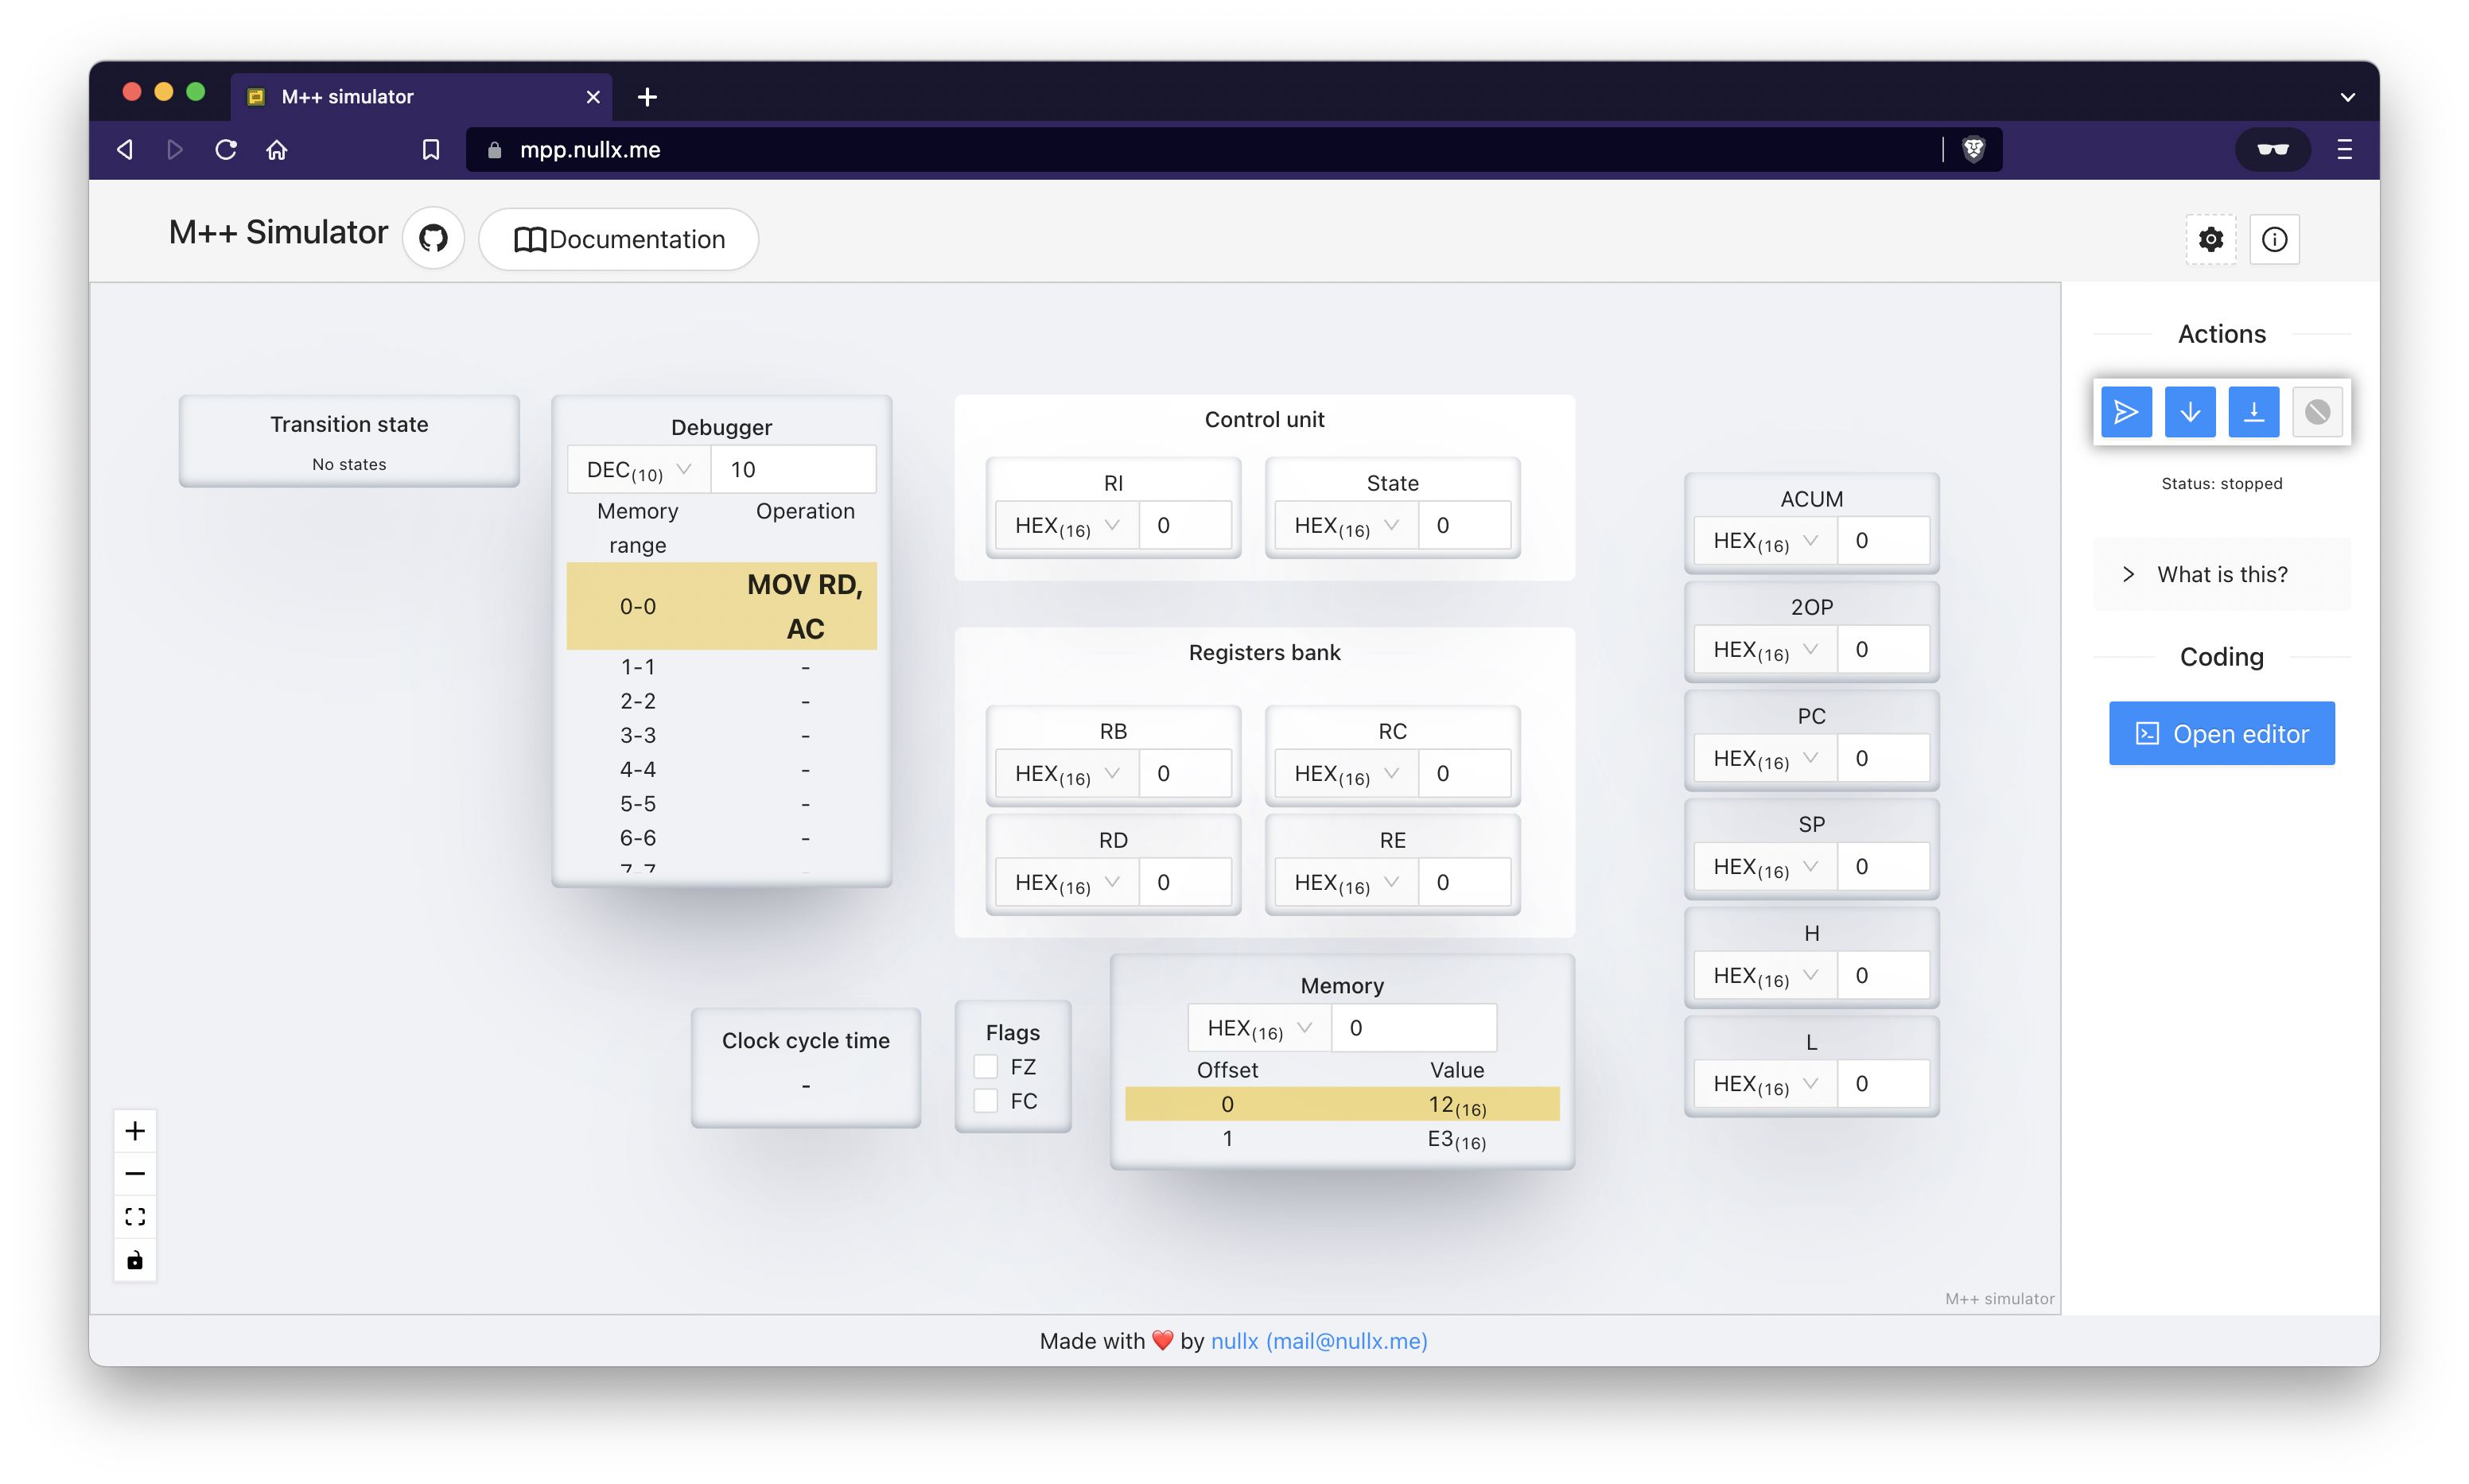 M++ simulator
mpp.nullx.me
M++ Simulator
Documentation
Transition state
No states
Debugger
DEC(10) 10
Memory range Operation
0-0 MOV RD, AC
1-1 -
2-2 -
3-3 -
4-4 -
5-5 -
6-6 -
7-7 -
Control unit
RI State
HEX(16) 0 HEX(16) 0
Registers bank
RB RC
HEX(16) 0 HEX(16) 0
RD RE
HEX(16) 0 HEX(16) 0
Clock cycle time
-
Flags
FZ
FC
Memory
HEX(16) 0
Offset Value
0 12(16)
1 E3(16)
ACUM
HEX(16) 0
2OP
HEX(16) 0
PC
HEX(16) 0
SP
HEX(16) 0
H
HEX(16) 0
L
HEX(16) 0
M++ simulator
Actions
Status: stopped
What is this?
Coding
Open editor
Made with ❤️ by nullx (mail@nullx.me)